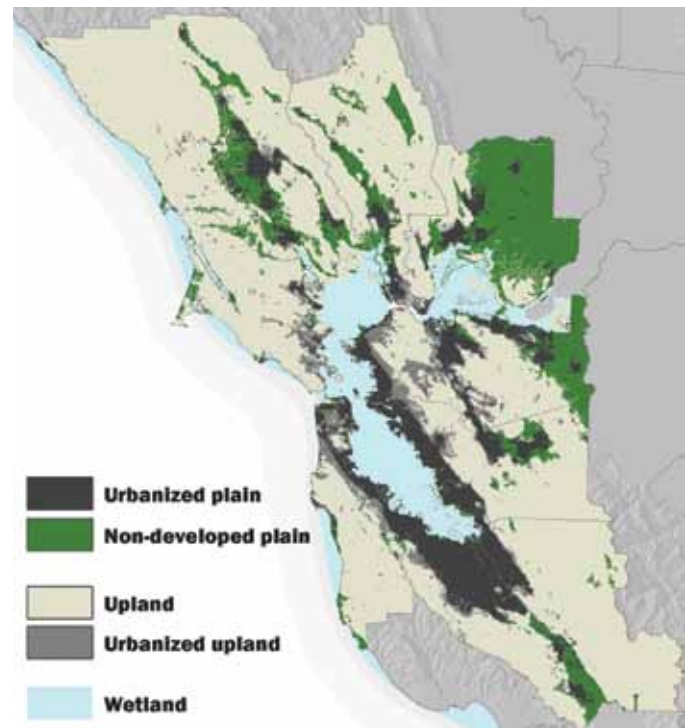 Urbanized plain
Non-developed plain
Upland
Urbanized upland
Wetland